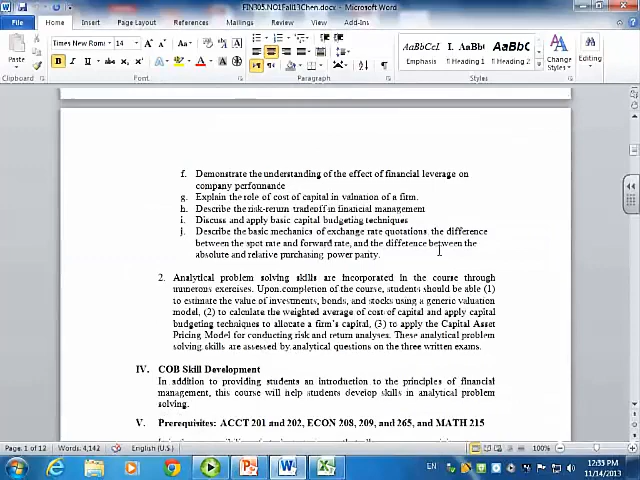 FIN305.NO1Fall13Chen.docx - Microsoft Word
File Home Insert Page Layout References Mailings Review View Add-Ins
Times New Roma 14
Paste
Emphasis ¶ Heading 1 ¶ Heading 2
Change Styles
Editing
Clipboard Font Paragraph Styles
f. Demonstrate the understanding of the effect of financial leverage on
company performance
g. Explain the role of cost of capital in valuation of a firm.
h. Describe the risk-return tradeoff in financial management
i. Discuss and apply basic capital budgeting techniques
j. Describe the basic mechanics of exchange rate quotations, the difference
between the spot rate and forward rate, and the difference between the
absolute and relative purchasing power parity.
2. Analytical problem solving skills are incorporated in the course through
numerous exercises. Upon completion of the course, students should be able (1)
to estimate the value of investments, bonds, and stocks using a generic valuation
model, (2) to calculate the weighted average of cost of capital and apply capital
budgeting techniques to allocate a firm's capital, (3) to apply the Capital Asset
Pricing Model for conducting risk and return analyses. These analytical problem
solving skills are assessed by analytical questions on the three written exams.
IV. COB Skill Development
In addition to providing students an introduction to the principles of financial
management, this course will help students develop skills in analytical problem
solving.
V. Prerequisites: ACCT 201 and 202, ECON 208, 209, and 265, and MATH 215
Page: 1 of 12 Words: 4,142 English (U.S.) 100%
EN 12:35 PM
11/14/2013